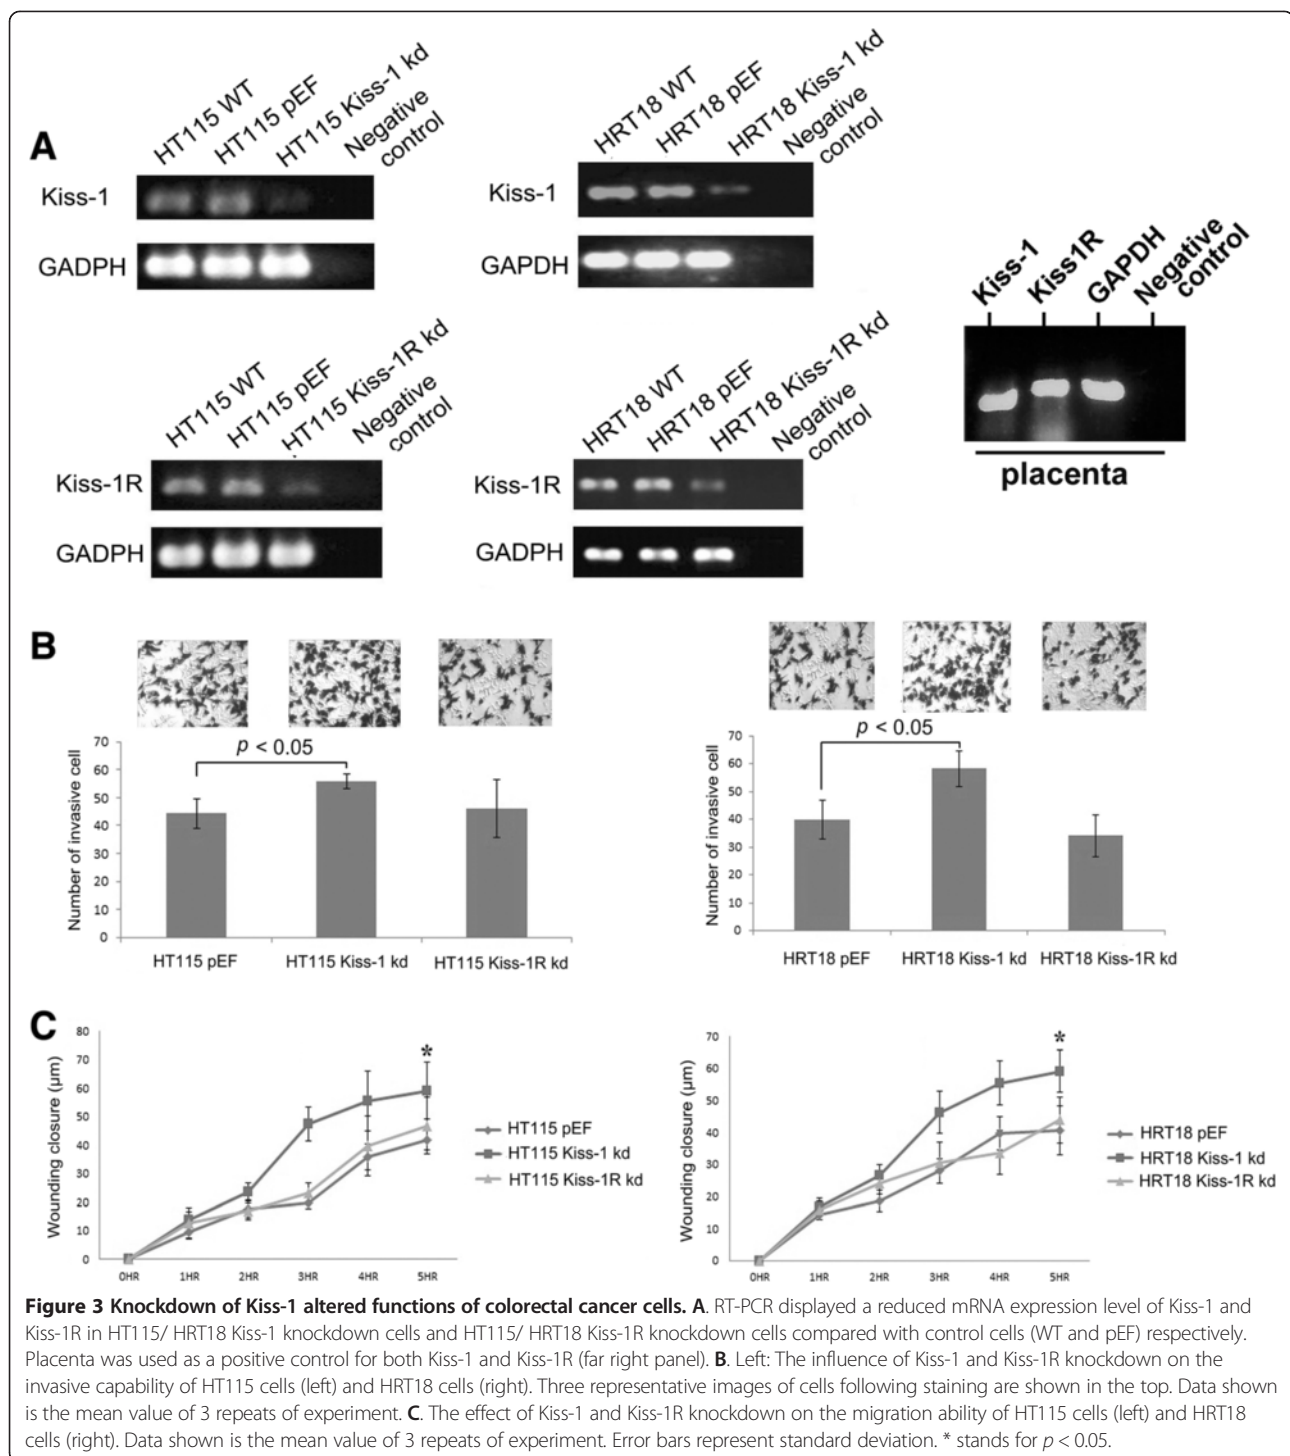 A
HT115 WT
HT115 pEF
HT115 Kiss-1 kd
Negative
control
Kiss-1
GADPH
HRT18 WT
HRT18 pEF
HRT18 Kiss-1 kd
Negative
control
Kiss-1
GAPDH
Kiss-1
Kiss1R
GAPDH
Negative
control
placenta
HT115 WT
HT115 pEF
HT115 Kiss-1R kd
Negative
control
Kiss-1R
GADPH
HRT18 WT
HRT18 pEF
HRT18 Kiss-1R kd
Negative
control
Kiss-1R
GADPH
B
Number of invasive cell
70
60
50
40
30
20
10
0
p < 0.05
HT115 pEF
HT115 Kiss-1 kd
HT115 Kiss-1R kd
Number of invasive cell
70
60
50
40
30
20
10
0
p < 0.05
HRT18 pEF
HRT18 Kiss-1 kd
HRT18 Kiss-1R kd
C
Wounding closure (µm)
80
70
60
50
40
30
20
10
0
*
0HR
1HR
2HR
3HR
4HR
5HR
HT115 pEF
HT115 Kiss-1 kd
HT115 Kiss-1R kd
Wounding closure (µm)
70
60
50
40
30
20
10
0
*
0HR
1HR
2HR
3HR
4HR
5HR
HRT18 pEF
HRT18 Kiss-1 kd
HRT18 Kiss-1R kd
Figure 3 Knockdown of Kiss-1 altered functions of colorectal cancer cells. A. RT-PCR displayed a reduced mRNA expression level of Kiss-1 and
Kiss-1R in HT115/ HRT18 Kiss-1 knockdown cells and HT115/ HRT18 Kiss-1R knockdown cells compared with control cells (WT and pEF) respectively.
Placenta was used as a positive control for both Kiss-1 and Kiss-1R (far right panel). B. Left: The influence of Kiss-1 and Kiss-1R knockdown on the
invasive capability of HT115 cells (left) and HRT18 cells (right). Three representative images of cells following staining are shown in the top. Data shown
is the mean value of 3 repeats of experiment. C. The effect of Kiss-1 and Kiss-1R knockdown on the migration ability of HT115 cells (left) and HRT18
cells (right). Data shown is the mean value of 3 repeats of experiment. Error bars represent standard deviation. * stands for p < 0.05.